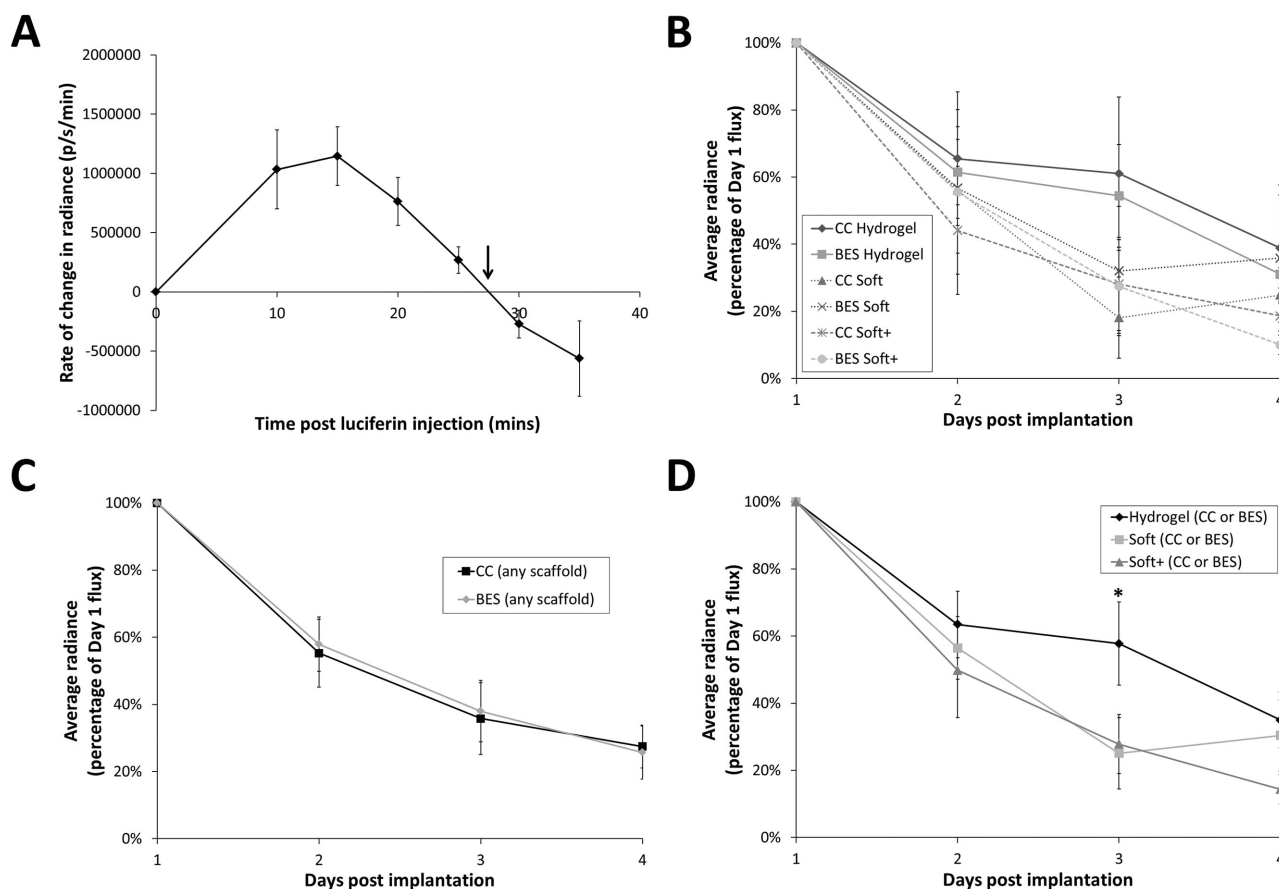 A
2000000
1500000
1000000
500000
0
-500000
-1000000
0
10
20
30
40
Rate of change in radiance (p/s/min)
Time post luciferin injection (mins)
B
100%
80%
60%
40%
20%
0%
1
2
3
4
Average radiance
(percentage of Day 1 flux)
Days post implantation
CC Hydrogel
BES Hydrogel
CC Soft
BES Soft
CC Soft+
BES Soft+
C
100%
80%
60%
40%
20%
0%
1
2
3
4
Average radiance
(percentage of Day 1 flux)
Days post implantation
CC (any scaffold)
BES (any scaffold)
D
100%
80%
60%
40%
20%
0%
1
2
3
4
Average radiance
(percentage of Day 1 flux)
Days post implantation
Hydrogel (CC or BES)
Soft (CC or BES)
Soft+ (CC or BES)
*